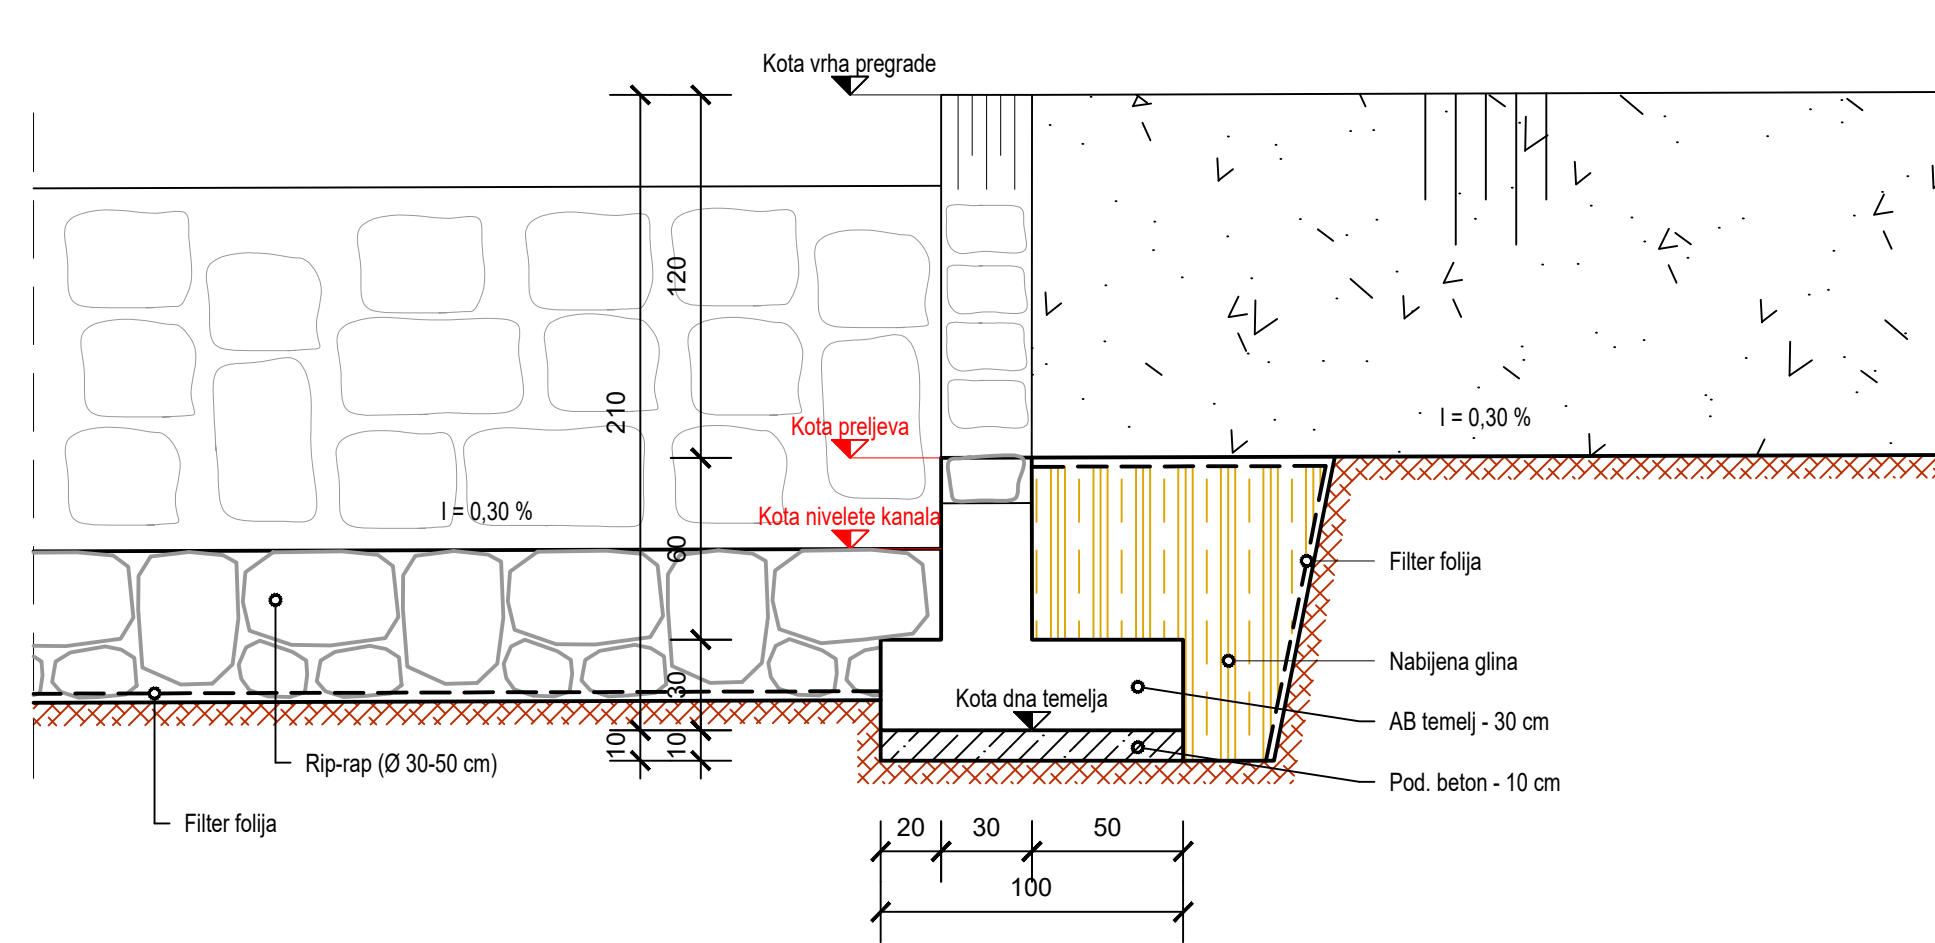 Kota vrha pregrade
120
210
I = 0,30 %
Kota preljeva
I = 0,30 %
Kota nivelete kanala
60
Filter folija
Nabijena glina
30
Kota dna temelja
AB temelj - 30 cm
10
10
Rip-rap (Ø 30-50 cm)
Pod. beton - 10 cm
Filter folija
20
30
50
100